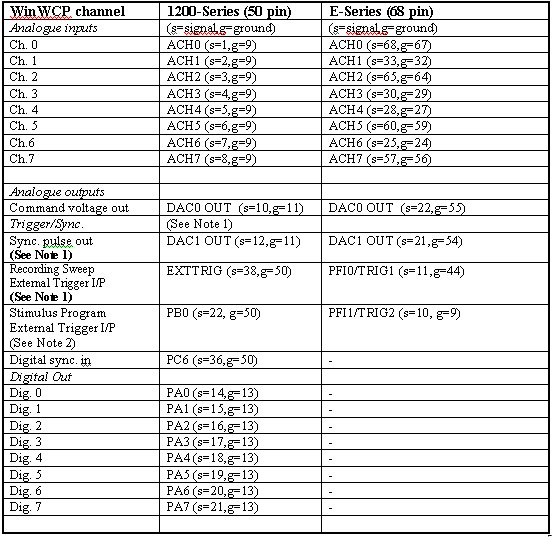 WinWCP channel 1200-Series (50 pin) E-Series (68 pin)
Analogue inputs (s=signal,g=ground) (s=signal,g=ground)
Ch. 0 ACH0 (s=1,g=9) ACH0 (s=68,g=67)
Ch. 1 ACH1 (s=2,g=9) ACH1 (s=33,g=32)
Ch. 2 ACH2 (s=3,g=9) ACH2 (s=65,g=64)
Ch. 3 ACH3 (s=4,g=9) ACH3 (s=30,g=29)
Ch. 4 ACH4 (s=5,g=9) ACH4 (s=28,g=27)
Ch. 5 ACH5 (s=6,g=9) ACH5 (s=60,g=59)
Ch.6 ACH6 (s=7,g=9) ACH6 (s=25,g=24)
Ch.7 ACH7 (s=8,g=9) ACH7 (s=57,g=56)
Analogue outputs
Command voltage out DAC0 OUT (s=10,g=11) DAC0 OUT (s=22,g=55)
Trigger/Sync. (See Note 1)
Sync. pulse out DAC1 OUT (s=12,g=11) DAC1 OUT (s=21,g=54)
(See Note 1)
Recording Sweep EXTTRIG (s=38,g=50) PFI0/TRIG1 (s=11,g=44)
External Trigger I/P
(See Note 1)
Stimulus Program PB0 (s=22, g=50) PFI1/TRIG2 (s=10, g=9)
External Trigger I/P
(See Note 2)
Digital sync. in PC6 (s=36,g=50) -
Digital Out
Dig. 0 PA0 (s=14,g=13) -
Dig. 1 PA1 (s=15,g=13) -
Dig. 2 PA2 (s=16,g=13) -
Dig. 3 PA3 (s=17,g=13) -
Dig. 4 PA4 (s=18,g=13) -
Dig. 5 PA5 (s=19,g=13) -
Dig. 6 PA6 (s=20,g=13) -
Dig. 7 PA7 (s=21,g=13) -